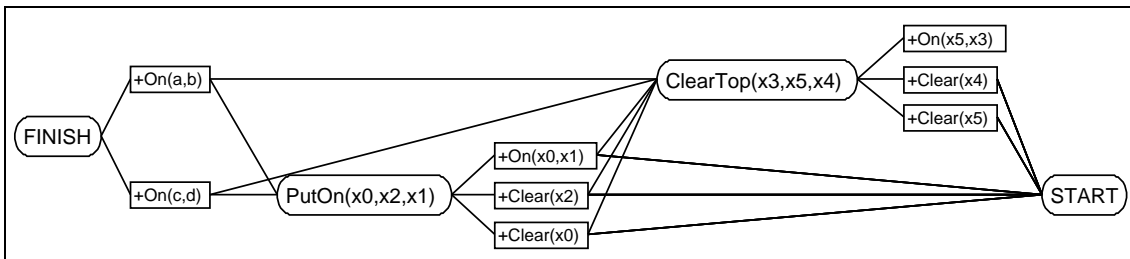 +On(x5,x3)
+On(a,b)
ClearTop(x3,x5,x4)
+Clear(x4)
+Clear(x5)
FINISH
+On(x0,x1)
+On(c,d)
PutOn(x0,x2,x1)
+Clear(x2)
START
+Clear(x0)